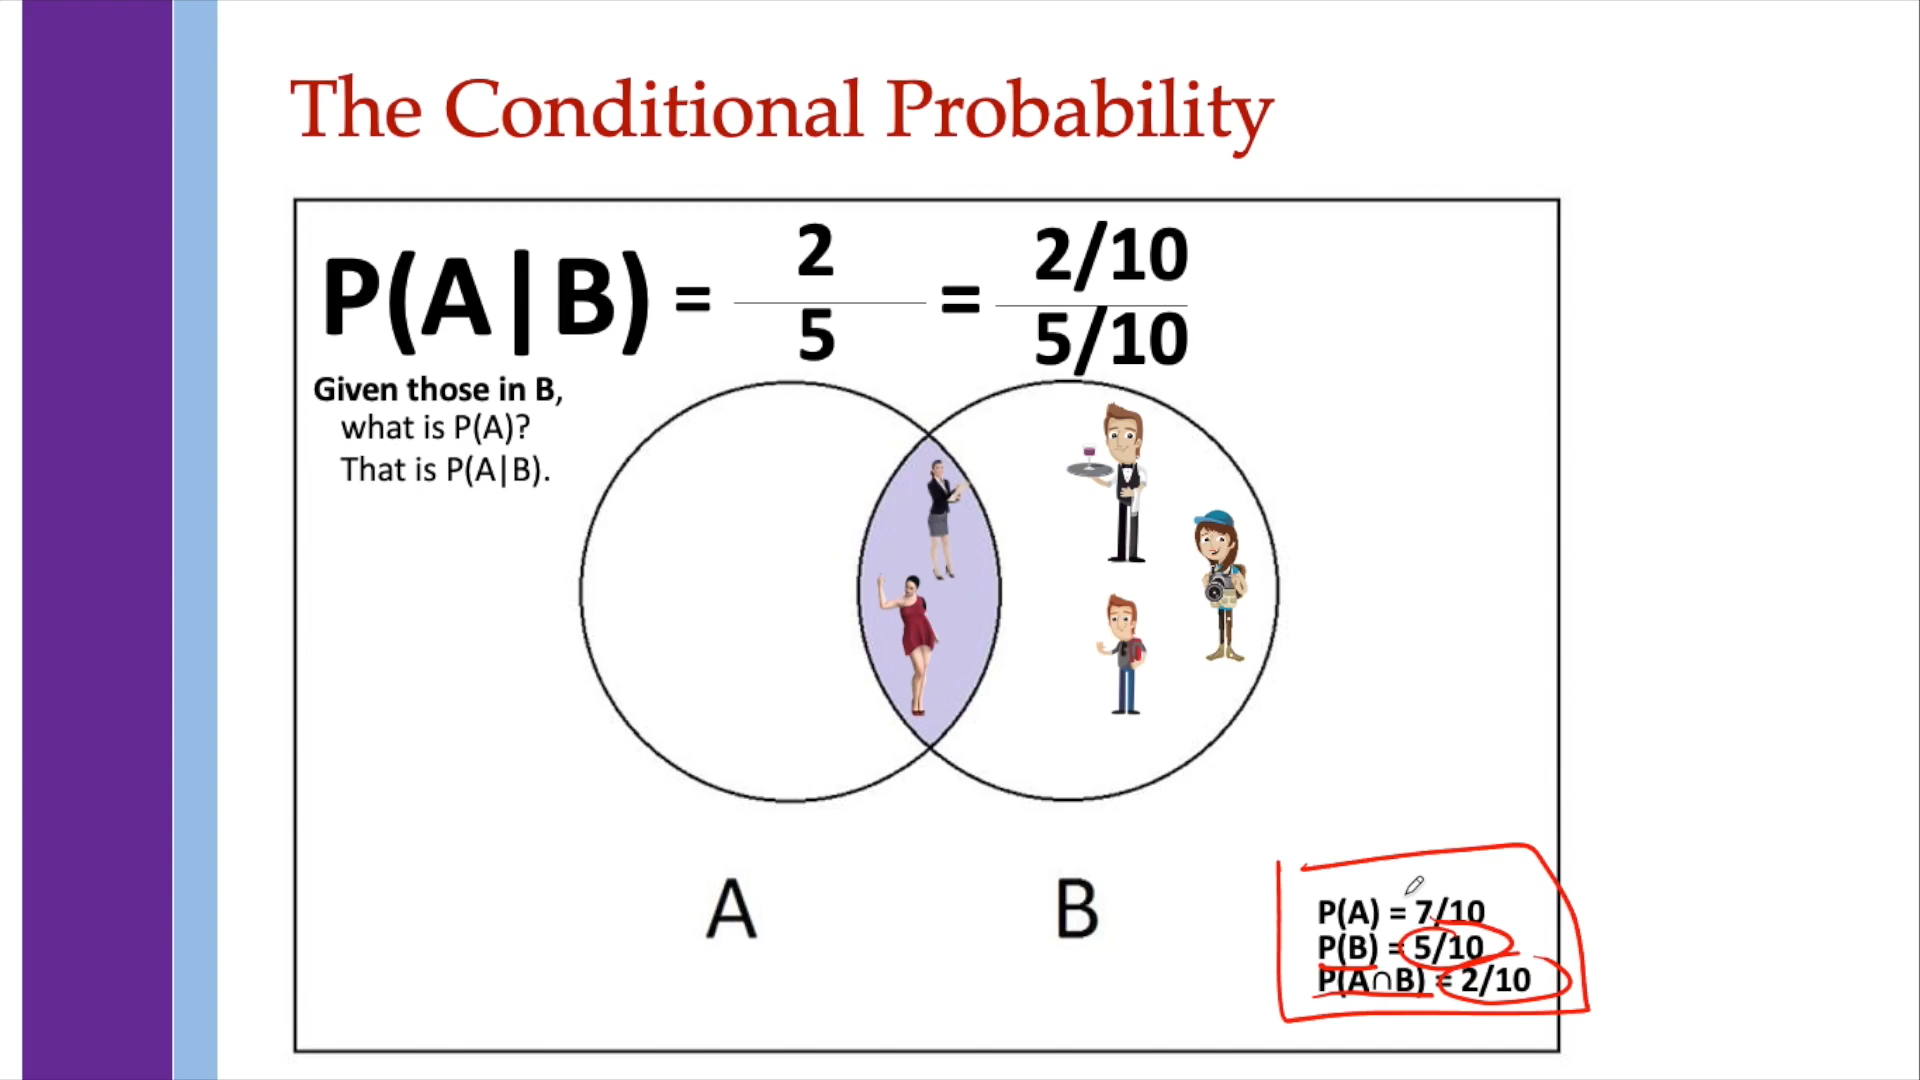 The Conditional Probability
P(A|B) = 2 / 5 = 2/10 / 5/10
Given those in B,
what is P(A)?
That is P(A|B).
A B
P(A) = 7/10
P(B) = 5/10
P(A∩B) = 2/10